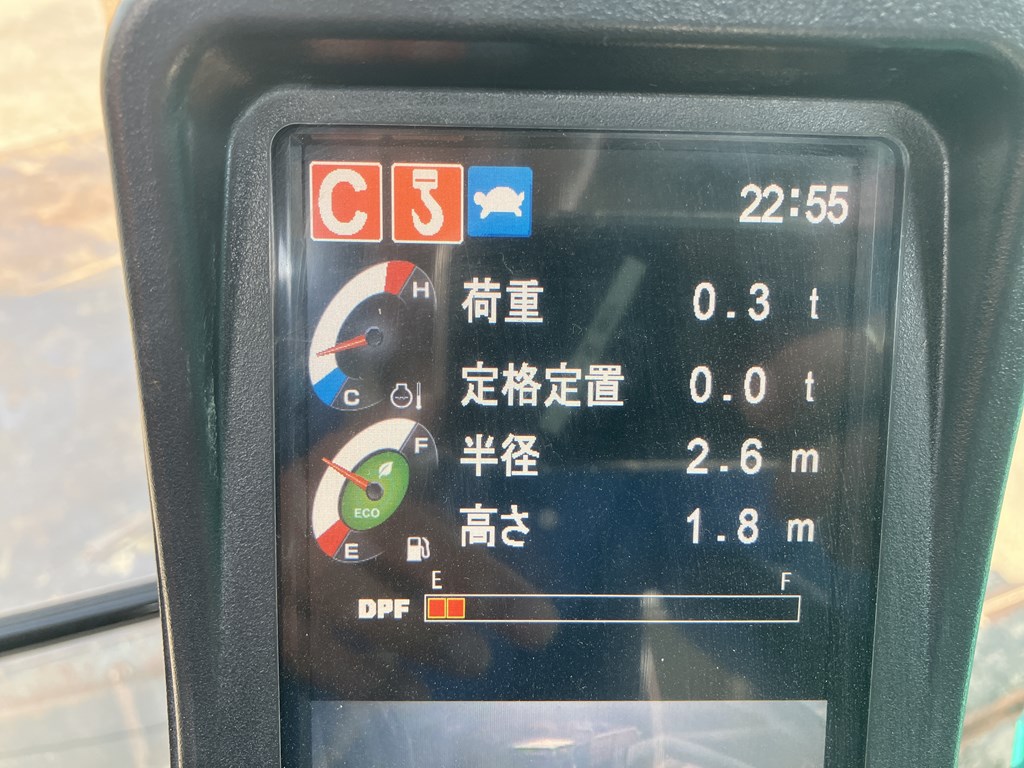 C 22:55
H
荷重 0.3 t
C
定格定置 0.0 t
F
半径 2.6 m
ECO
高さ 1.8 m
E
E F
DPF